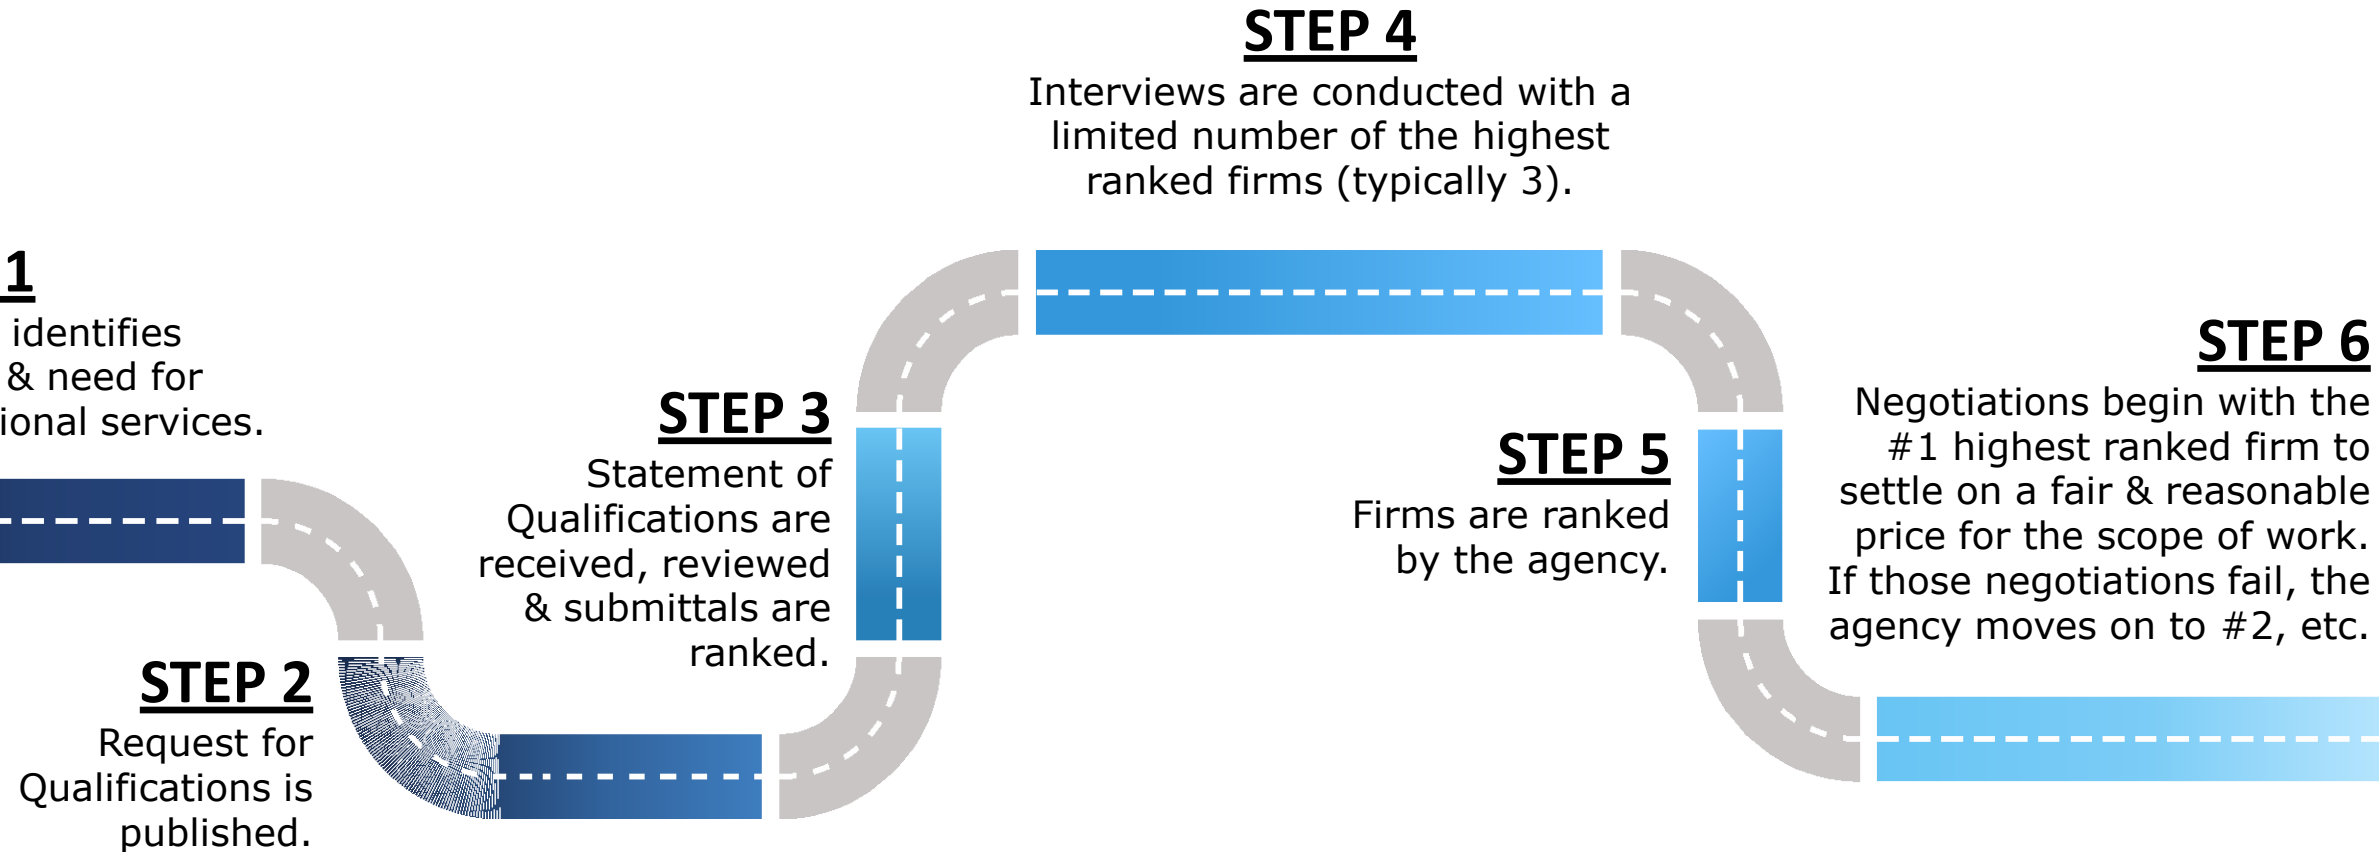 1
identifies
& need for
services.
STEP 2
Request for
Qualifications is
published.
STEP 3
Statement of
Qualifications are
received, reviewed
& submittals are
ranked.
STEP 4
Interviews are conducted with a
limited number of the highest
ranked firms (typically 3).
STEP 5
Firms are ranked
by the agency.
STEP 6
Negotiations begin with the
#1 highest ranked firm to
settle on a fair & reasonable
price for the scope of work.
If those negotiations fail, the
agency moves on to #2, etc.